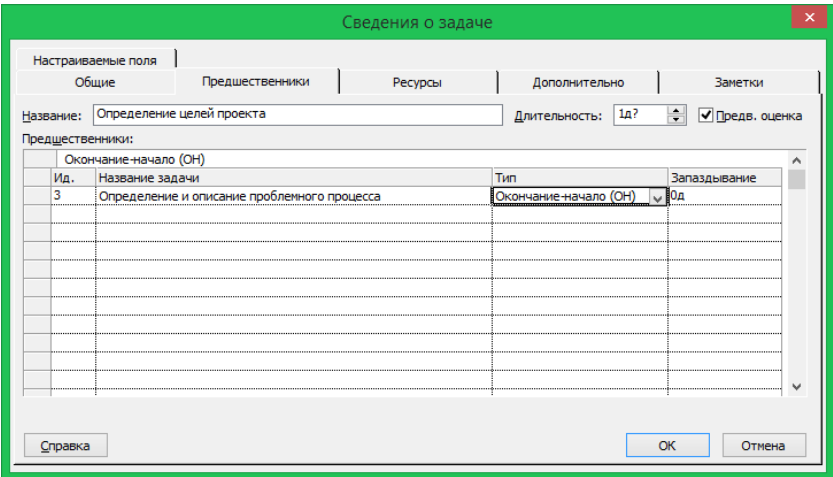 Сведения о задаче
Настраиваемые поля
Общие Предшественники Ресурсы Дополнительно Заметки
Название: Определение целей проекта Длительность: 1д? Предв. оценка
Предшественники:
Окончание-начало (ОН)
Ид. Название задачи Тип Запаздывание
3 Определение и описание проблемного процесса Окончание-начало (ОН) 0д
Справка ОК Отмена